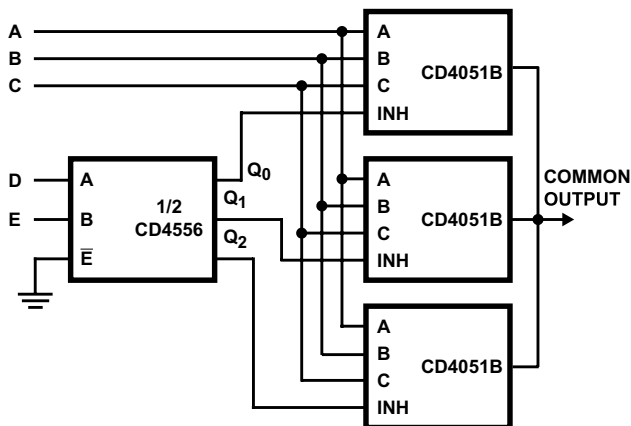 A
B
C
A
B
C
INH
CD4051B
D
E
A
B
E̅
1/2
CD4556
Q0
Q1
Q2
A
B
C
INH
CD4051B
COMMON
OUTPUT
A
B
C
INH
CD4051B